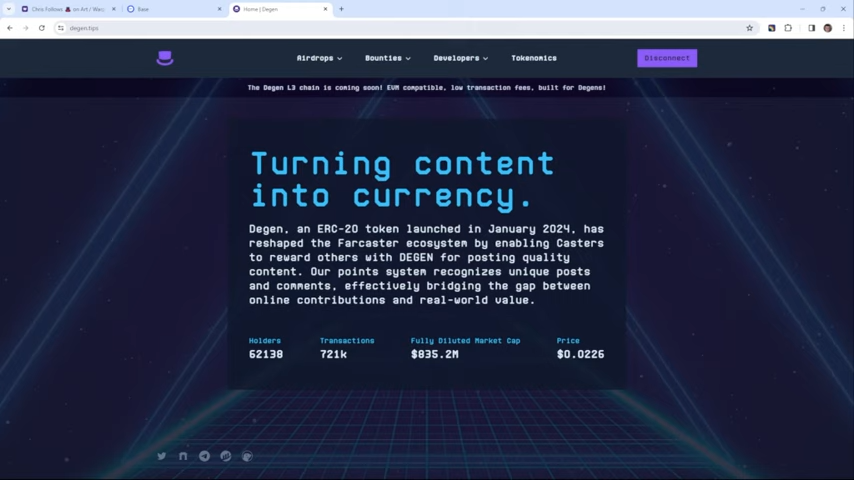 Chris Follows on Art / Warp
Base
Home | Degen
degen.tips
Airdrops
Bounties
Developers
Tokenomics
Disconnect
The Degen L3 chain is coming soon! EVM compatible, low transaction fees, built for Degens!
Turning content
into currency.
Degen, an ERC-20 token launched in January 2024, has
reshaped the Farcaster ecosystem by enabling Casters
to reward others with DEGEN for posting quality
content. Our points system recognizes unique posts
and comments, effectively bridging the gap between
online contributions and real-world value.
Holders
Transactions
Fully Diluted Market Cap
Price
62138
721k
$835.2M
$0.0226